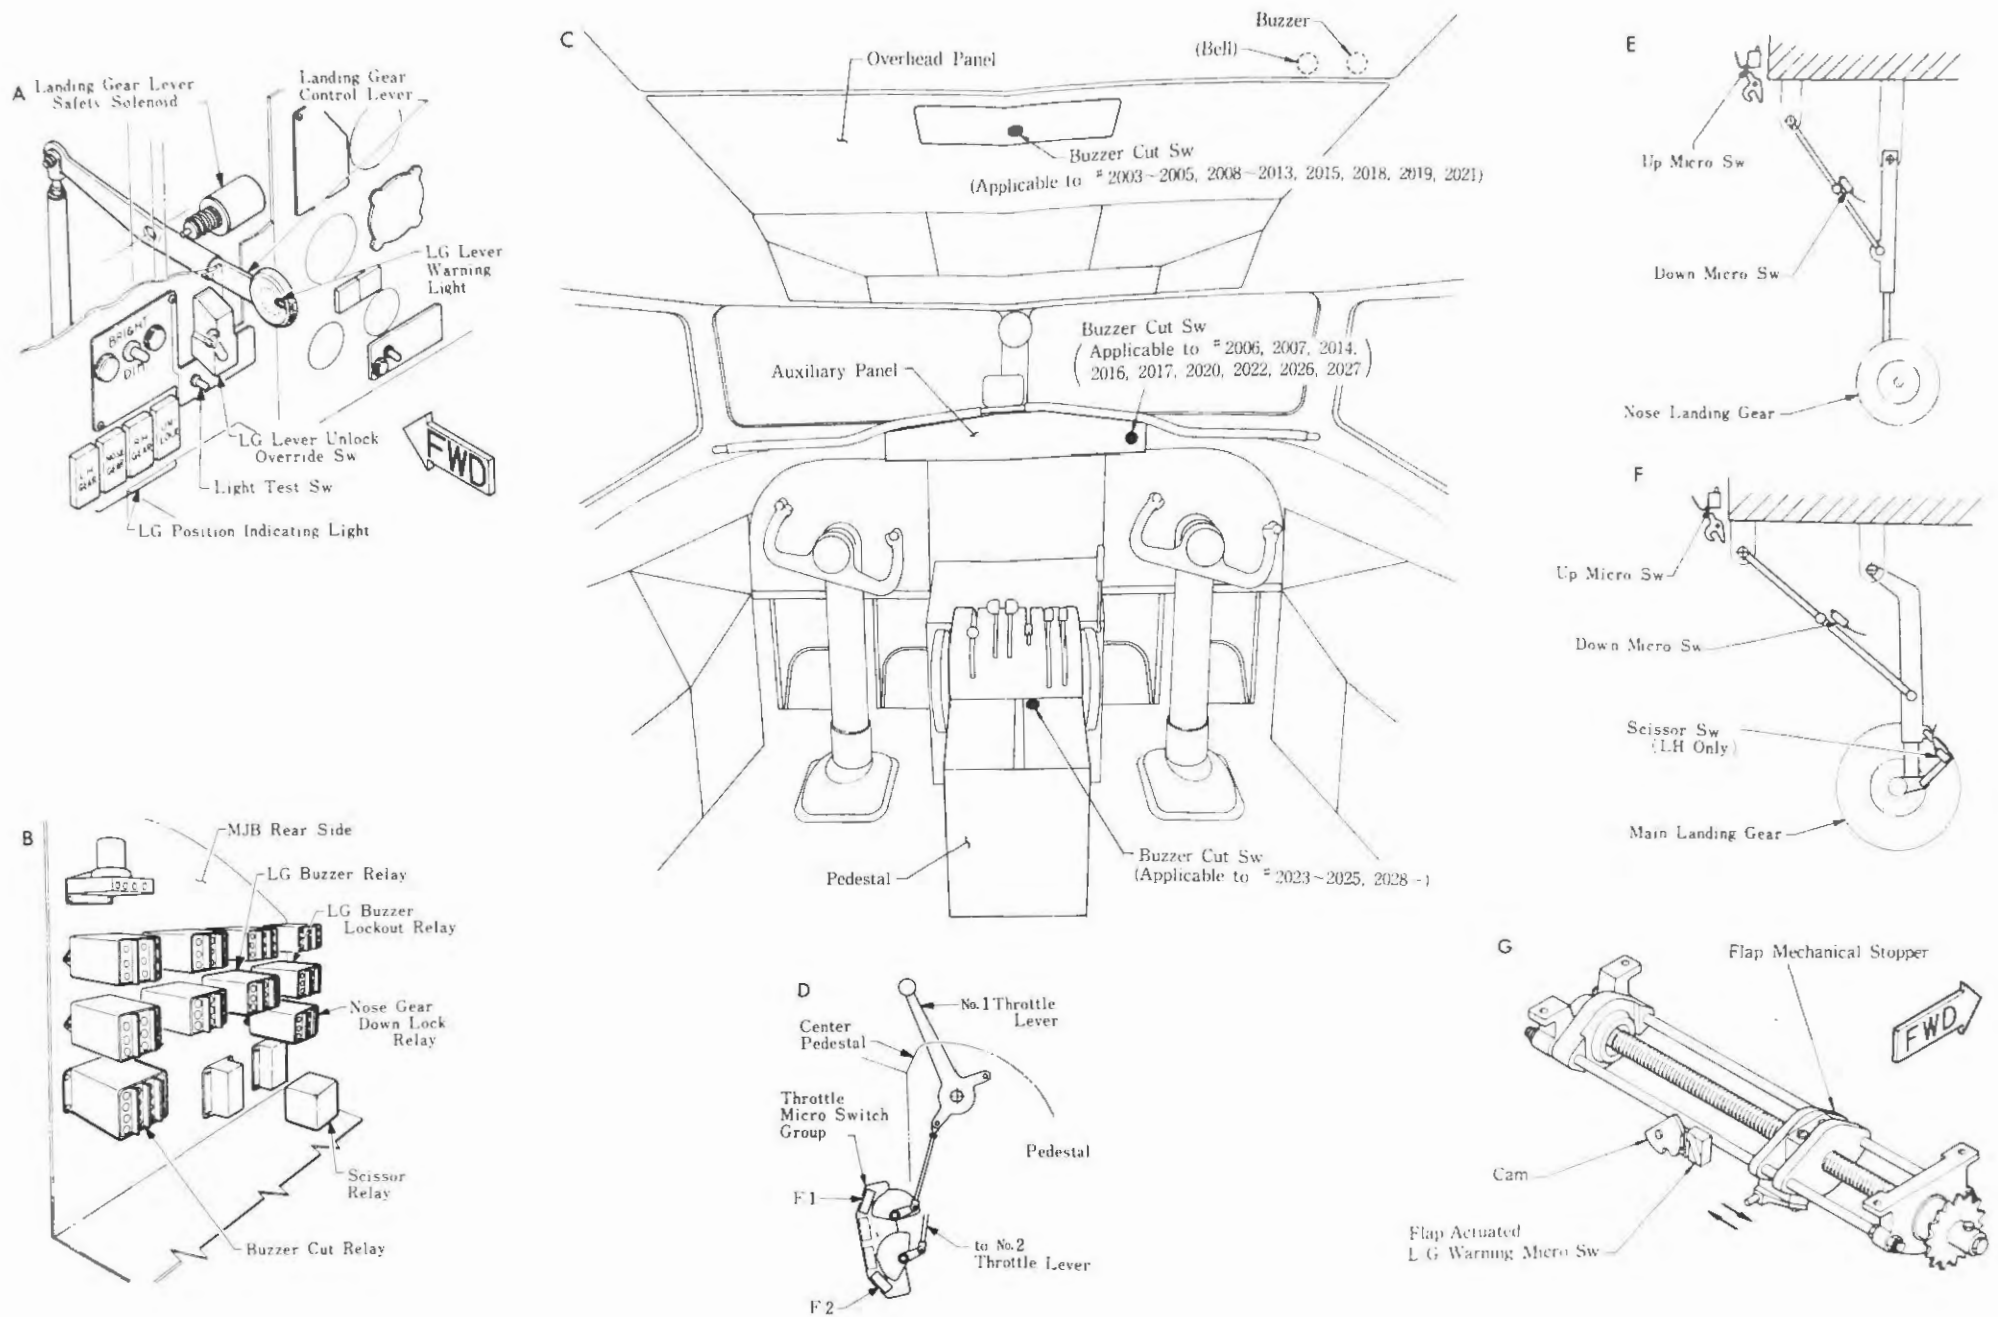 A
Landing Gear Lever
Safets Solenoid
Landing Gear
Control Lever
LG Lever
Warning
Light
BRIGHT
DIM
L/H
GEAR
NOSE
GEAR
R/H
GEAR
UN
LOCK
LG Lever Unlock
Override Sw
Light Test Sw
LG Position Indicating Light
FWD
B
MJB Rear Side
LG Buzzer Relay
LG Buzzer
Lockout Relay
Nose Gear
Down Lock
Relay
Scissor
Relay
Buzzer Cut Relay
C
Buzzer
(Bell)
Overhead Panel
Buzzer Cut Sw
(Applicable to #2003~2005, 2008~2013, 2015, 2018, 2019, 2021)
Buzzer Cut Sw
(Applicable to #2006, 2007, 2014,
2016, 2017, 2020, 2022, 2026, 2027)
Auxiliary Panel
Pedestal
Buzzer Cut Sw
(Applicable to #2023~2025, 2028~)
D
No.1 Throttle
Lever
Center
Pedestal
Throttle
Micro Switch
Group
Pedestal
F1
to No.2
Throttle Lever
F2
E
Up Micro Sw
Down Micro Sw
Nose Landing Gear
F
Up Micro Sw
Down Micro Sw
Scissor Sw
(LH Only)
Main Landing Gear
G
Flap Mechanical Stopper
FWD
Cam
Flap Actuated
L G Warning Micro Sw